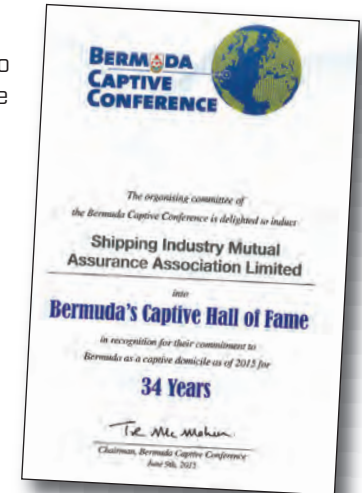 BERMUDA
CAPTIVE
CONFERENCE
The organising committee of
the Bermuda Captive Conference is delighted to induct
Shipping Industry Mutual
Assurance Association Limited
into
Bermuda's Captive Hall of Fame
in recognition for their commitment to
Bermuda as a captive domicile as of 2015 for
34 Years
Chairman, Bermuda Captive Conference
June 9th, 2015